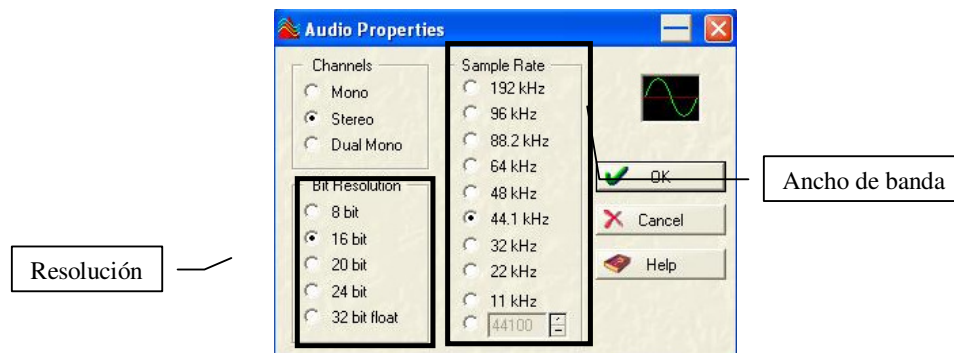 Audio Properties
Channels
Mono
Stereo
Dual Mono
Bit Resolution
8 bit
16 bit
20 bit
24 bit
32 bit float
Sample Rate
192 kHz
96 kHz
88.2 kHz
64 kHz
48 kHz
44.1 kHz
32 kHz
22 kHz
11 kHz
44100
OK
Cancel
Help
Ancho de banda
Resolución